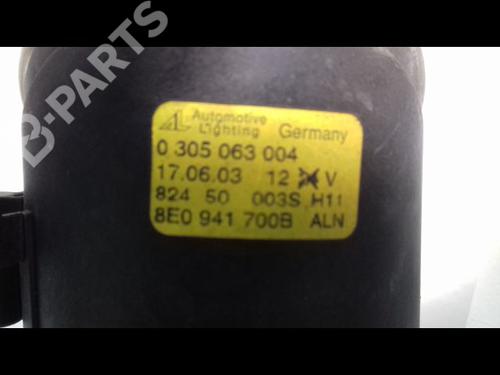 B-PARTS
AL Automotive Lighting Germany
0 305 063 004
17.06.03 12 V
824 50 003S H11
8E0 941 700B ALN